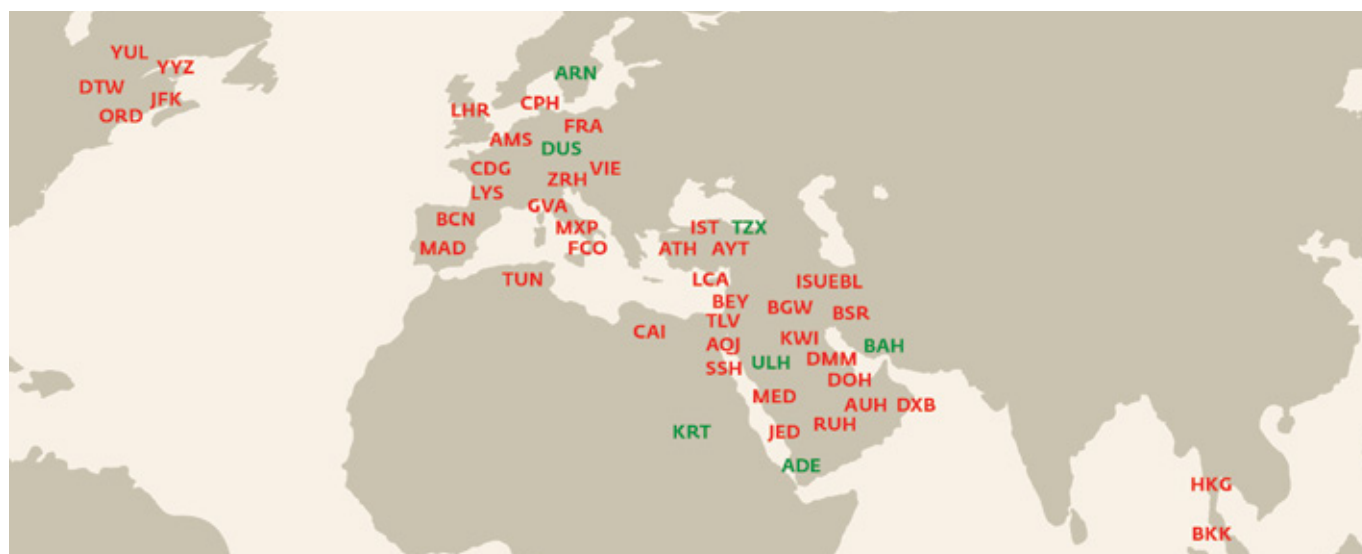 YUL
YYZ
DTW
JFK
ORD
ARN
LHR
CPH
FRA
AMS
DUS
CDG
VIE
ZRH
LYS
GVA
BCN
MXP
IST
TZX
MAD
FCO
ATH
AYT
TUN
LCA
ISUEBL
BEY
BGW
BSR
TLV
CAI
AQJ
KWI
BAH
SSH
ULH
DMM
DOH
MED
AUH
DXB
KRT
JED
RUH
ADE
HKG
BKK